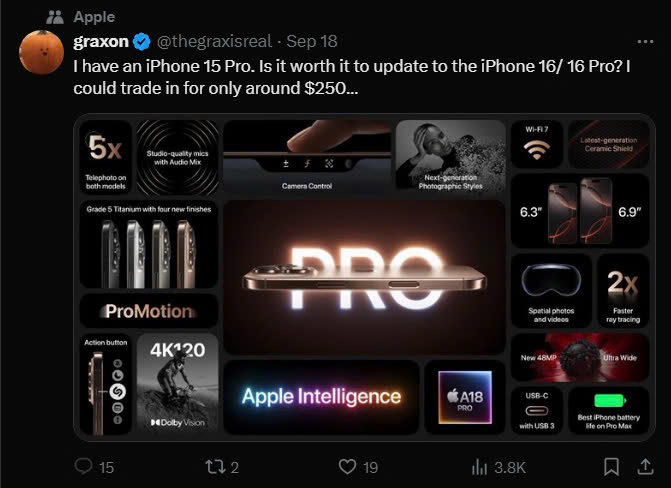 Apple
graxon @thegraxisreal · Sep 18
I have an iPhone 15 Pro. Is it worth it to update to the iPhone 16/ 16 Pro? I
could trade in for only around $250...
5x
Telephoto on
both models
Studio-quality mics
with Audio Mix
Camera Control
Next-generation
Photographic Styles
Wi-Fi 7
Latest-generation
Ceramic Shield
Grade 5 Titanium with four new finishes
PRO
6.3” 6.9”
ProMotion
Spatial photos
and videos
2x
Faster
ray tracing
Action button
4K120
Dolby Vision
Apple Intelligence
A18
PRO
New 48MP Ultra Wide
USB-C
with USB 3
Best iPhone battery
life on Pro Max
15 2 19 3.8K